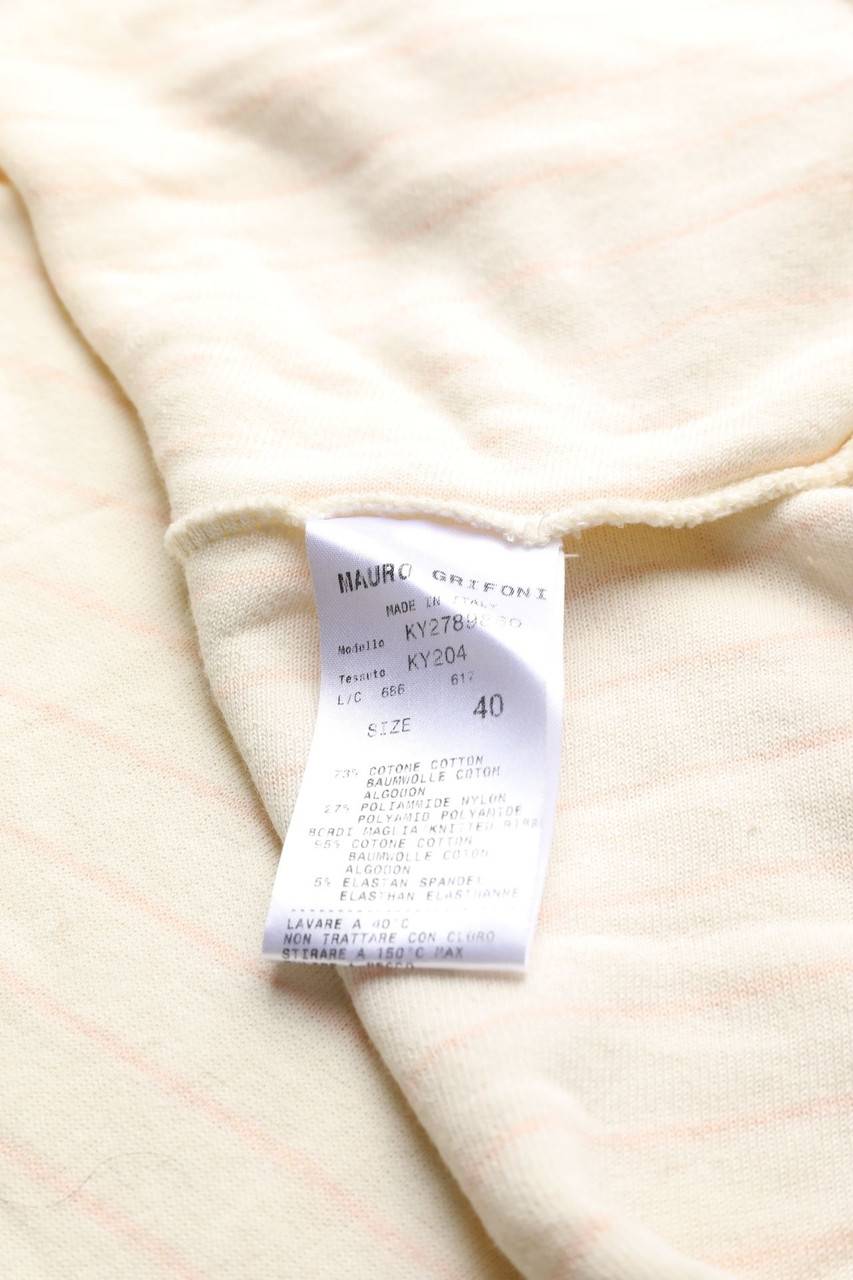 MAURO GRIFONI
MADE IN ITALY
Modello
Tessuto KY204
L/C 686 617
SIZE 40
73% COTONE COTTON
BAUMWOLLE COTON
ALGODON
27% POLIAMMIDE NYLON
POLYAMID POLYAMIDE
BORDI MAGLIA KNITTED
95% COTONE COTTON
BAUMWOLLE COTON
ALGODON
5% ELASTAN SPANDEX
ELASTHAN ELASTHANNE
LAVARE A 40°C
NON TRATTARE CON CLORO
STIRARE A 150°C MAX